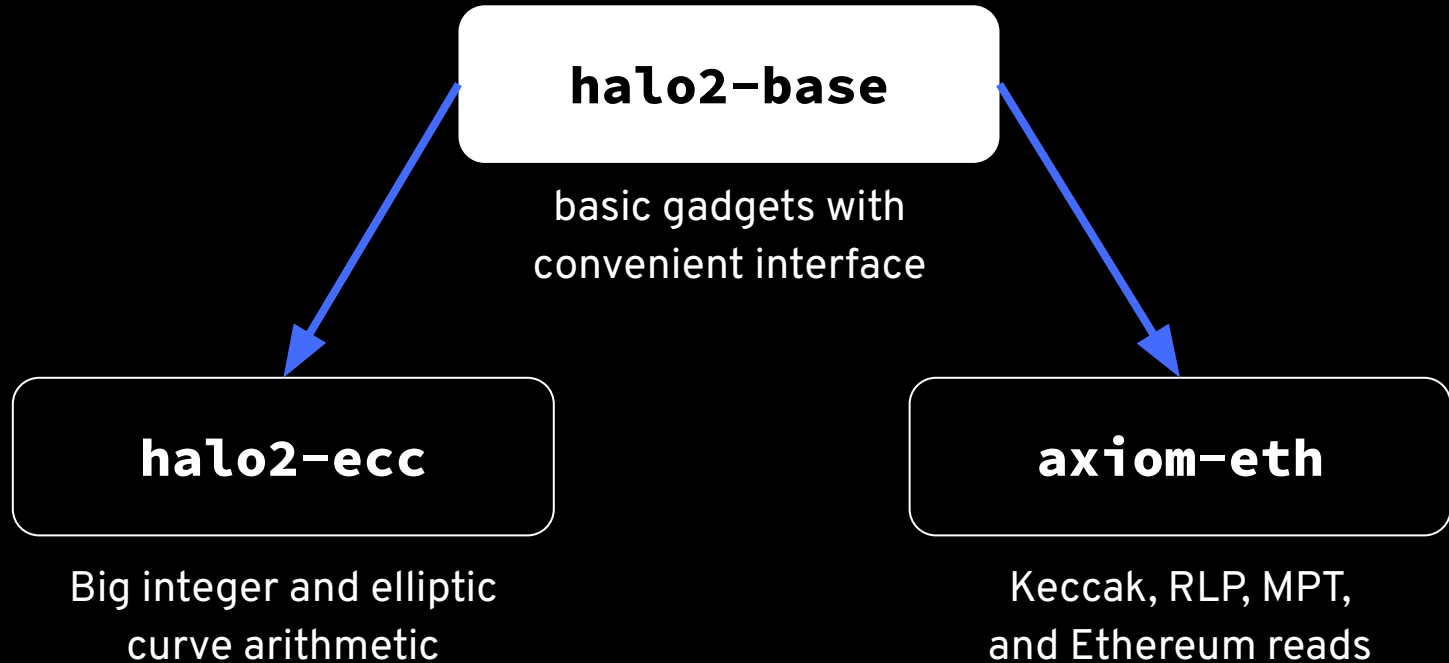 halo2-base
basic gadgets with
convenient interface
halo2-ecc
Big integer and elliptic
curve arithmetic
axiom-eth
Keccak, RLP, MPT,
and Ethereum reads